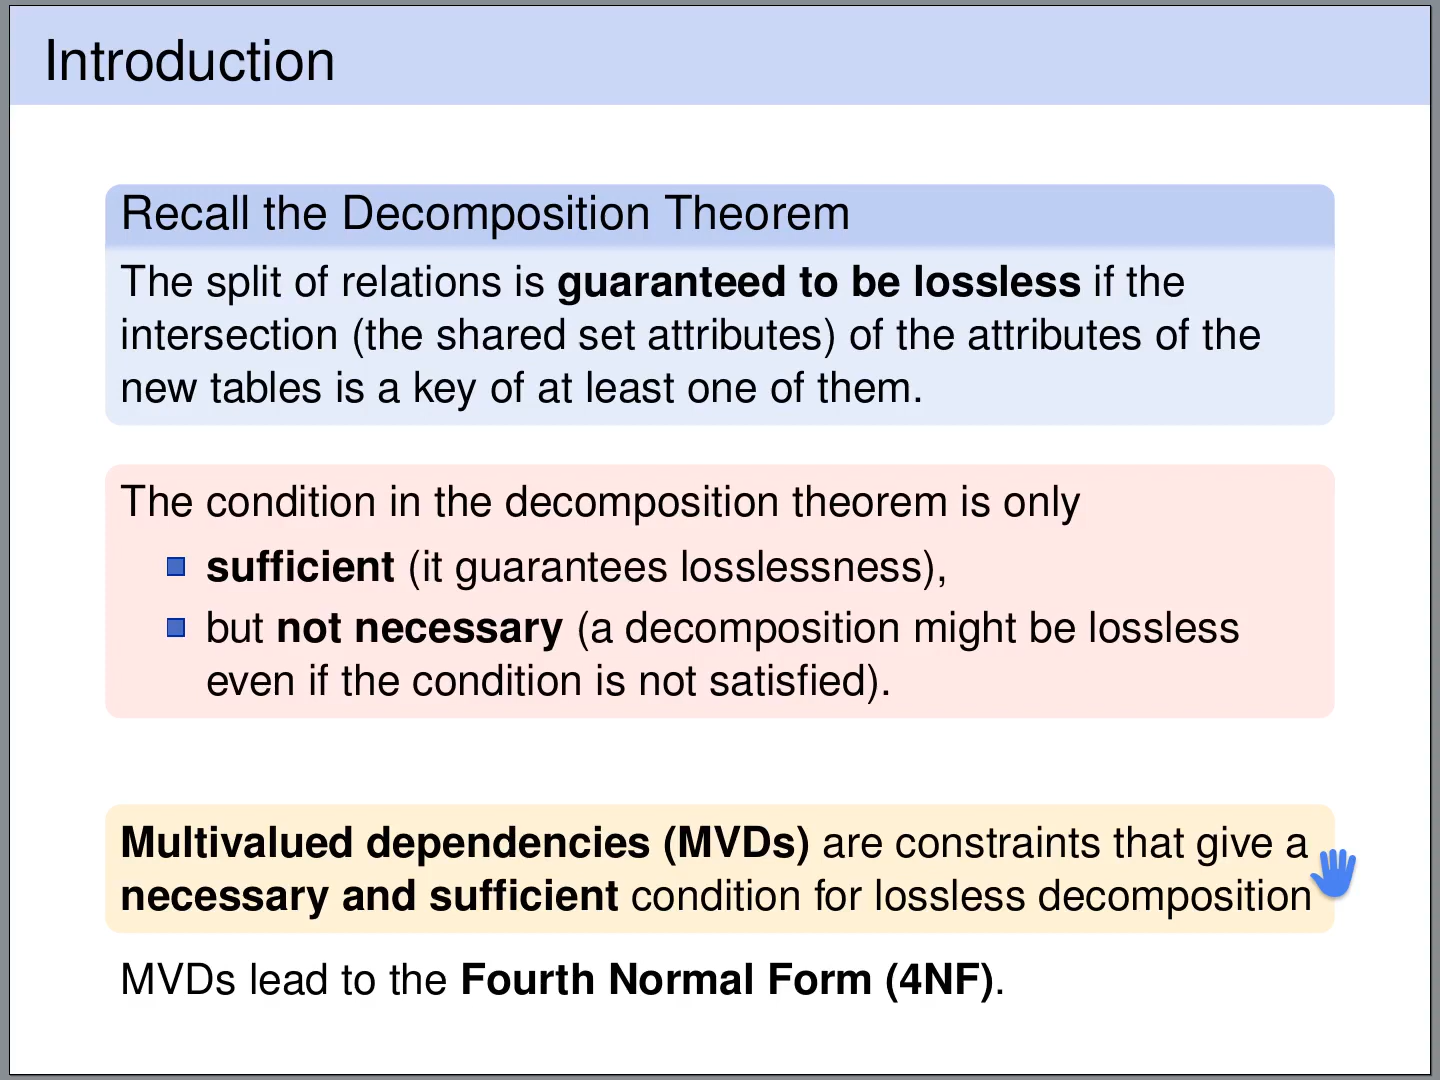 Introduction
Recall the Decomposition Theorem
The split of relations is guaranteed to be lossless if the
intersection (the shared set attributes) of the attributes of the
new tables is a key of at least one of them.
The condition in the decomposition theorem is only
sufficient (it guarantees losslessness),
but not necessary (a decomposition might be lossless
even if the condition is not satisfied).
Multivalued dependencies (MVDs) are constraints that give a
necessary and sufficient condition for lossless decomposition
MVDs lead to the Fourth Normal Form (4NF).